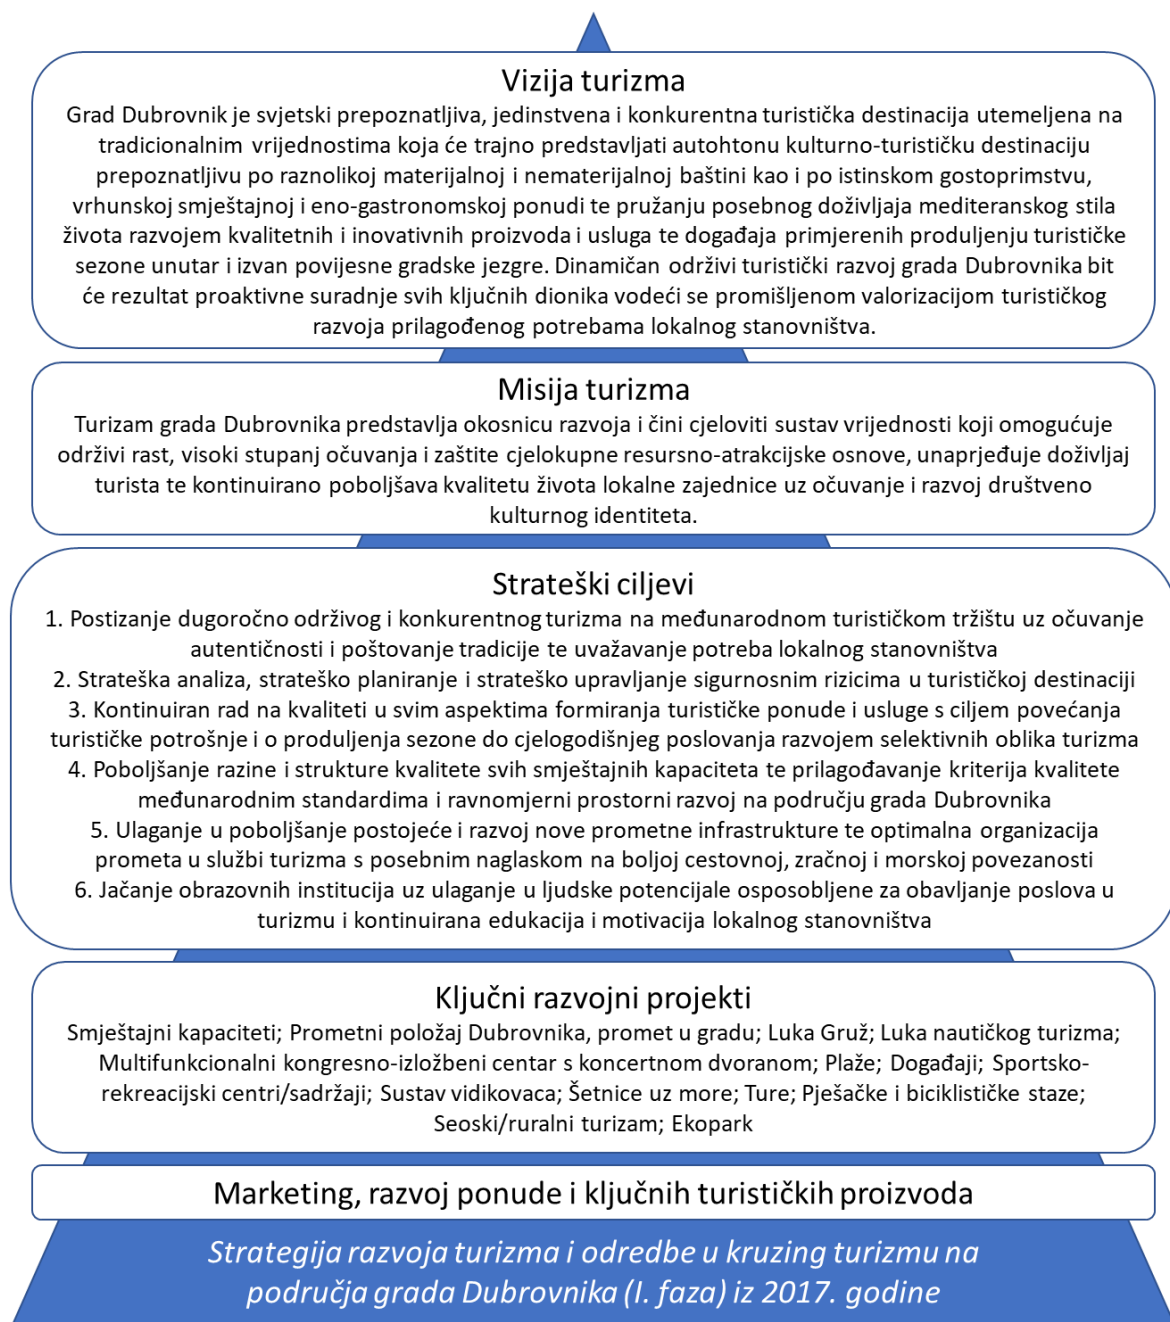 Vizija turizma
Grad Dubrovnik je svjetski prepoznatljiva, jedinstvena i konkurentna turistička destinacija utemeljena na
tradicionalnim vrijednostima koja će trajno predstavljati autohtonu kulturno-turističku destinaciju
prepoznatljivu po raznolikoj materijalnoj i nematerijalnoj baštini kao i po istinskom gostoprimstvu,
vrhunskoj smještajnoj i eno-gastronomskoj ponudi te pružanju posebnog doživljaja mediteranskog stila
života razvojem kvalitetnih i inovativnih proizvoda i usluga te događaja primjerenih produljenju turističke
sezone unutar i izvan povijesne gradske jezgre. Dinamičan održivi turistički razvoj grada Dubrovnika bit
će rezultat proaktivne suradnje svih ključnih dionika vodeći se promišljenom valorizacijom turističkog
razvoja prilagođenog potrebama lokalnog stanovništva.
Misija turizma
Turizam grada Dubrovnika predstavlja okosnicu razvoja i čini cjeloviti sustav vrijednosti koji omogućuje
održivi rast, visoki stupanj očuvanja i zaštite cjelokupne resursno-atrakcijske osnove, unaprjeđuje doživljaj
turista te kontinuirano poboljšava kvalitetu života lokalne zajednice uz očuvanje i razvoj društveno
kulturnog identiteta.
Strateški ciljevi
1. Postizanje dugoročno održivog i konkurentnog turizma na međunarodnom turističkom tržištu uz očuvanje
autentičnosti i poštovanje tradicije te uvažavanje potreba lokalnog stanovništva
2. Strateška analiza, strateško planiranje i strateško upravljanje sigurnosnim rizicima u turističkoj destinaciji
3. Kontinuiran rad na kvaliteti u svim aspektima formiranja turističke ponude i usluge s ciljem povećanja
turističke potrošnje i o produljenja sezone do cjelogodišnjeg poslovanja razvojem selektivnih oblika turizma
4. Poboljšanje razine i strukture kvalitete svih smještajnih kapaciteta te prilagođavanje kriterija kvalitete
međunarodnim standardima i ravnomjerni prostorni razvoj na području grada Dubrovnika
5. Ulaganje u poboljšanje postojeće i razvoj nove prometne infrastrukture te optimalna organizacija
prometa u službi turizma s posebnim naglaskom na boljoj cestovnoj, zračnoj i morskoj povezanosti
6. Jačanje obrazovnih institucija uz ulaganje u ljudske potencijale osposobljene za obavljanje poslova u
turizmu i kontinuirana edukacija i motivacija lokalnog stanovništva
Ključni razvojni projekti
Smještajni kapaciteti; Prometni položaj Dubrovnika, promet u gradu; Luka Gruž; Luka nautičkog turizma;
Multifunkcionalni kongresno-izložbeni centar s koncertnom dvoranom; Plaže; Događaji; Sportsko-
rekreacijski centri/sadržaji; Sustav vidikovaca; Šetnice uz more; Ture; Pješačke i biciklističke staze;
Seoski/ruralni turizam; Ekopark
Marketing, razvoj ponude i ključnih turističkih proizvoda
Strategija razvoja turizma i odredbe u kruzing turizmu na
područja grada Dubrovnika (I. faza) iz 2017. godine